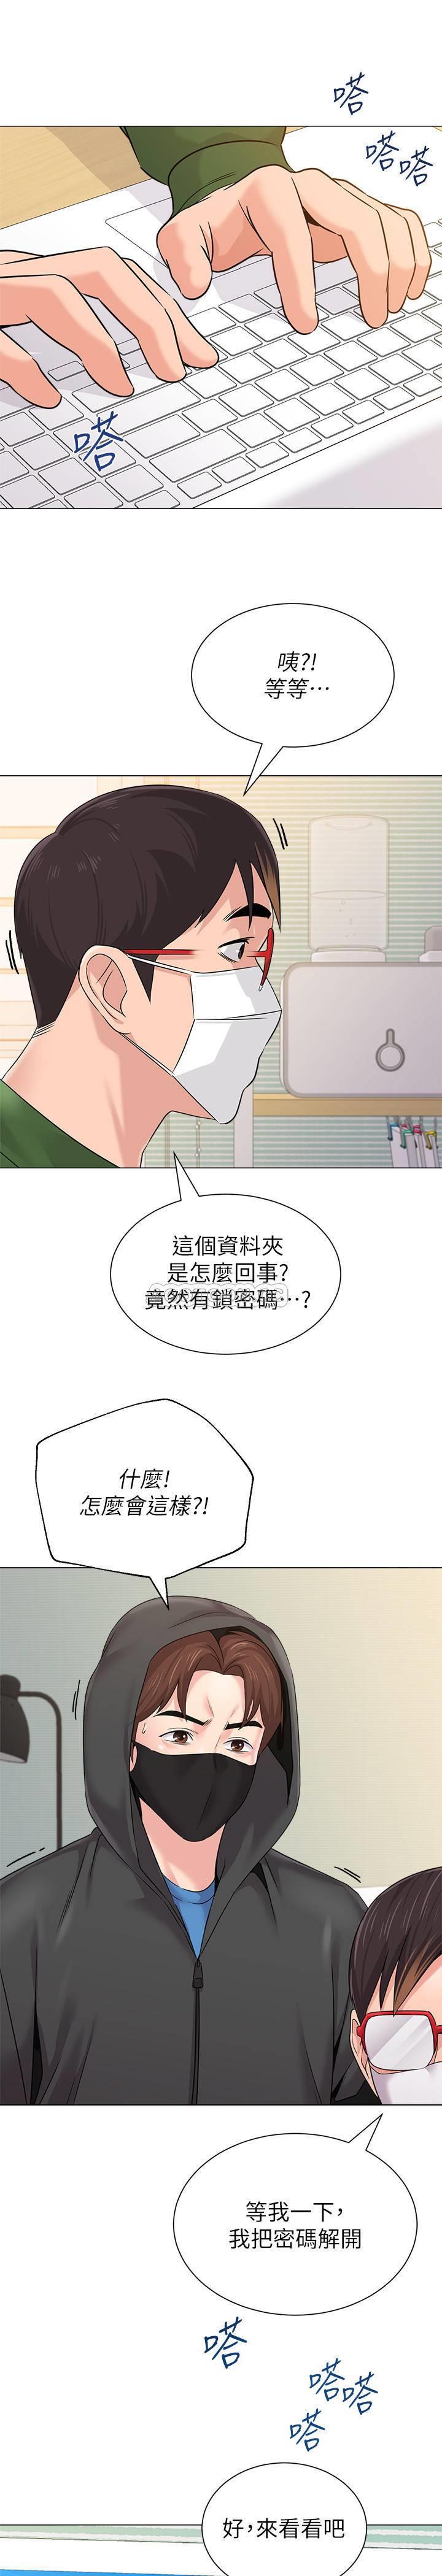 嗒
嗒
嗒
嗒
咦?!
等等…
這個資料夾
是怎麼回事?
竟然有鎖密碼…?
什麼!
怎麼會這樣?!
等我一下,
我把密碼解開
嗒
嗒
嗒
嗒
好,來看看吧